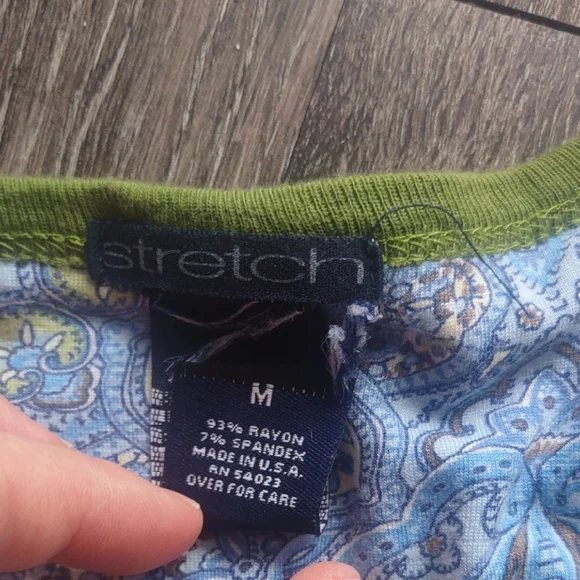 stretch
M
93% RAYON
7% SPANDEX
MADE IN U.S.A.
RN 54023
OVER FOR CARE